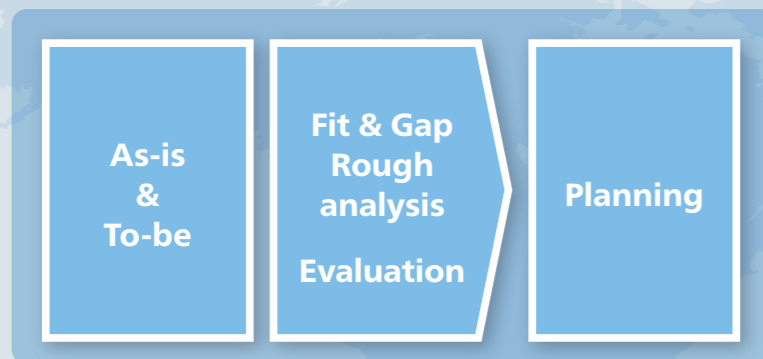 As-is
&
To-be
Fit & Gap
Rough
analysis
Evaluation
Planning